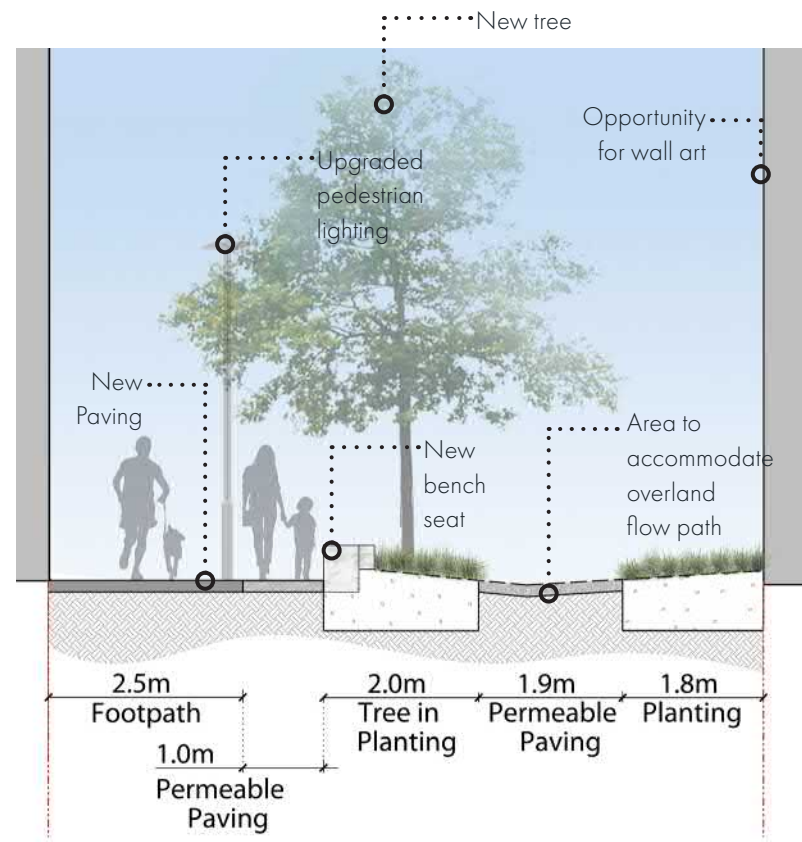 New tree
Opportunity
for wall art
Upgraded
pedestrian
lighting
New
Paving
New
bench
seat
Area to
accommodate
overland
flow path
2.5m
Footpath
1.0m
Permeable
Paving
2.0m
Tree in
Planting
1.9m
Permeable
Paving
1.8m
Planting